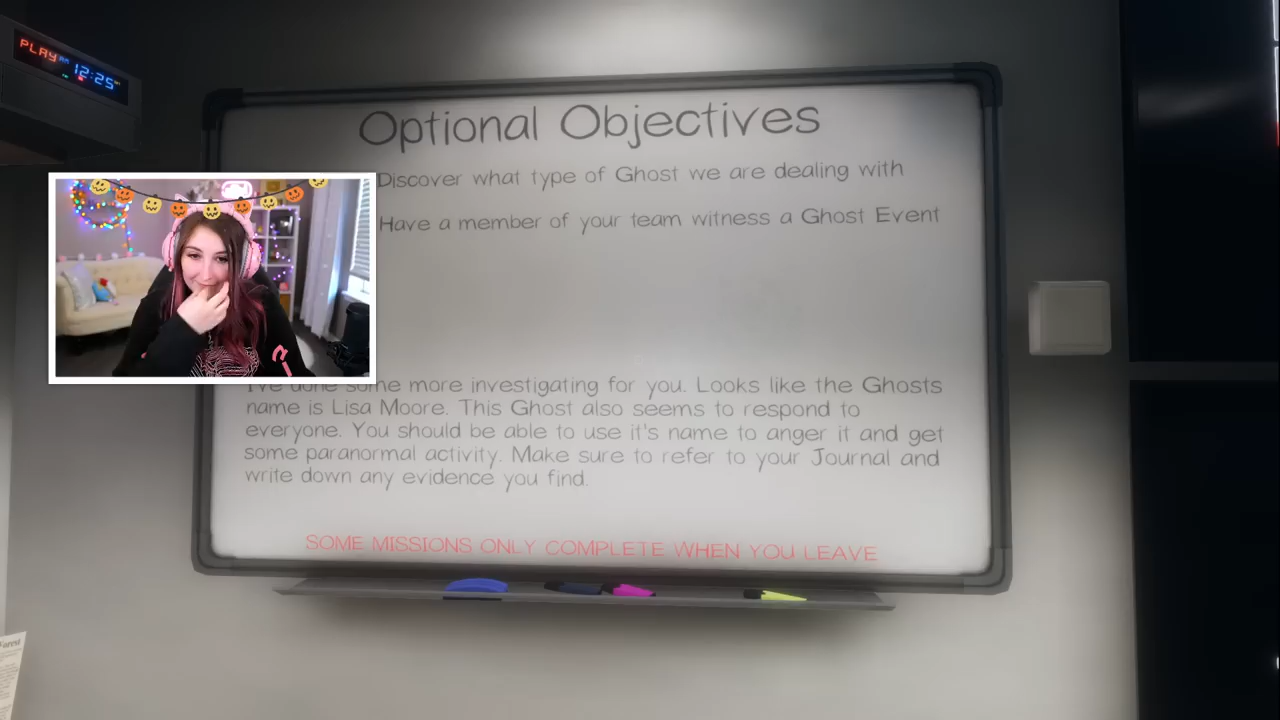 PLAY
12:25
Optional Objectives
Discover what type of Ghost we are dealing with
Have a member of your team witness a Ghost Event
I've done some more investigating for you. Looks like the Ghosts
name is Lisa Moore. This Ghost also seems to respond to
everyone. You should be able to use it's name to anger it and get
some paranormal activity. Make sure to refer to your Journal and
write down any evidence you find.
SOME MISSIONS ONLY COMPLETE WHEN YOU LEAVE